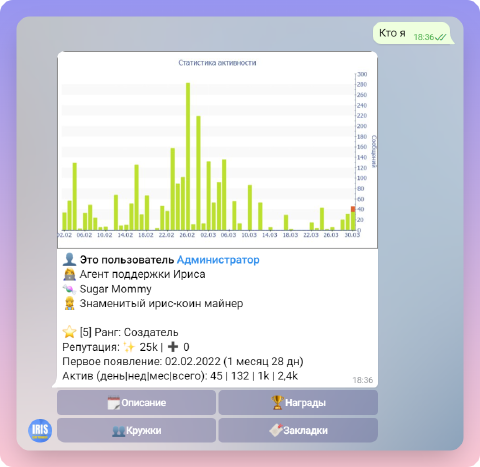 Кто я
18:36
Статистика активности
300
280
260
240
220
200
180
160
140
120
100
80
60
40
20
0
Сообщений
02.02 06.02 10.02 14.02 18.02 22.02 26.02 02.03 06.03 10.03 14.03 18.03 22.03 26.03 30.03
Это пользователь Администратор
Агент поддержки Ириса
Sugar Mommy
Знаменитый ирис-коин майнер
[5] Ранг: Создатель
Репутация: ✨ 25k | ➕ 0
Первое появление: 02.02.2022 (1 месяц 28 дн)
Актив (день|нед|мес|всего): 45 | 132 | 1k | 2,4k
18:36
Описание
Награды
IRIS
Кружки
Закладки